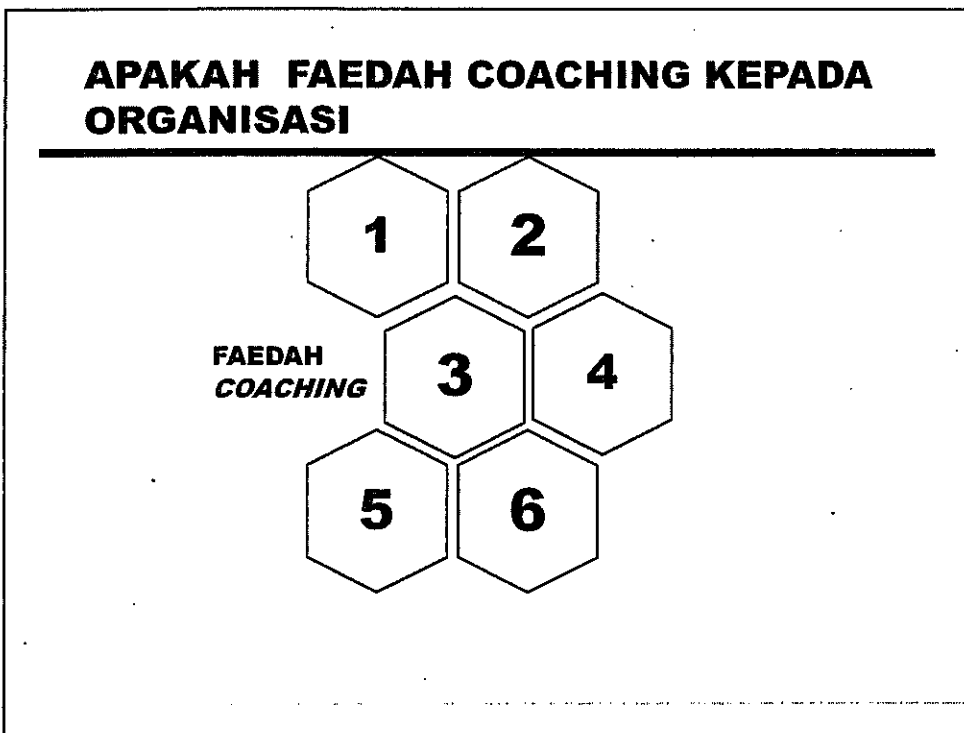 APAKAH FAEDAH COACHING KEPADA
ORGANISASI
1 2
FAEDAH
COACHING
3 4
5 6